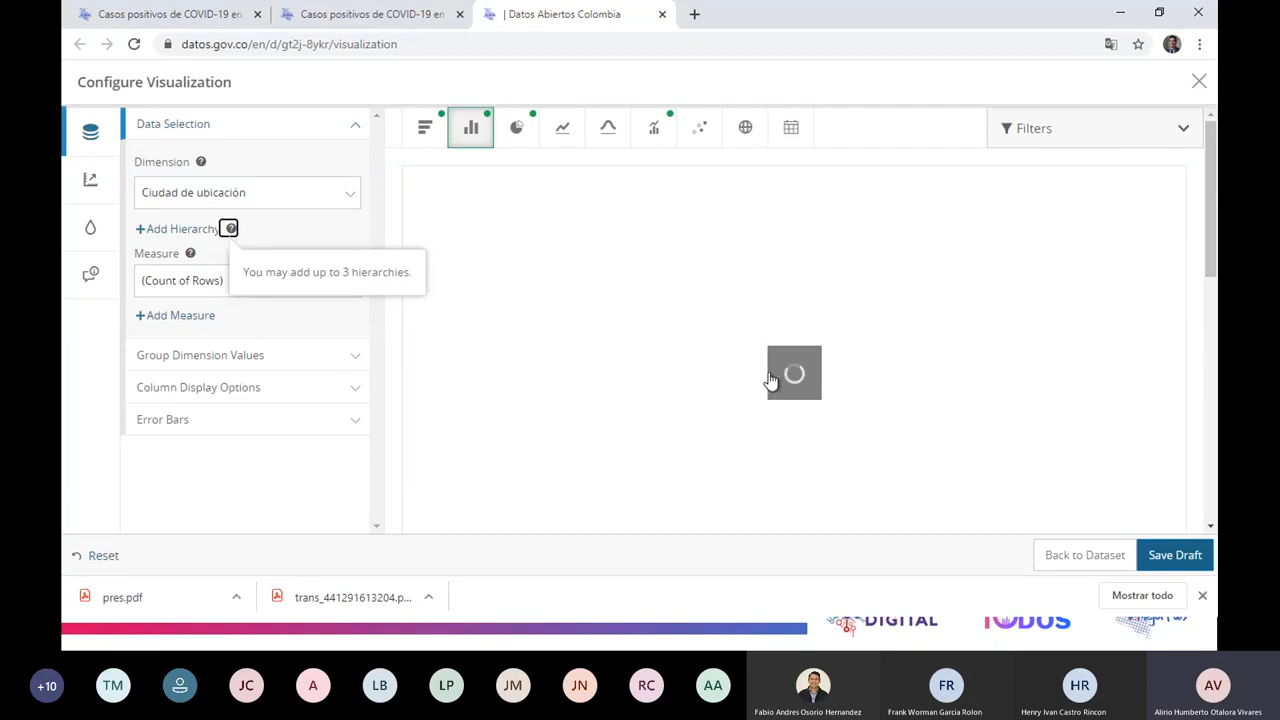 Casos positivos de COVID-19 en
Casos positivos de COVID-19 en
| Datos Abiertos Colombia
datos.gov.co/en/d/gt2j-8ykr/visualization
Configure Visualization
Data Selection
Filters
Dimension
Ciudad de ubicación
+Add Hierarchy
Measure
You may add up to 3 hierarchies.
(Count of Rows)
+Add Measure
Group Dimension Values
Column Display Options
Error Bars
Reset
Back to Dataset
Save Draft
pres.pdf
trans_441291613204.p...
Mostrar todo
DIGITAL
TODOS
+10
TM
JC
A
LB
LP
JM
JN
RC
AA
FR
HR
AV
Fabio Andres Osorio Hernandez
Frank Worman Garcia Rolon
Henry Ivan Castro Rincon
Alirio Humberto Otalora Vivares